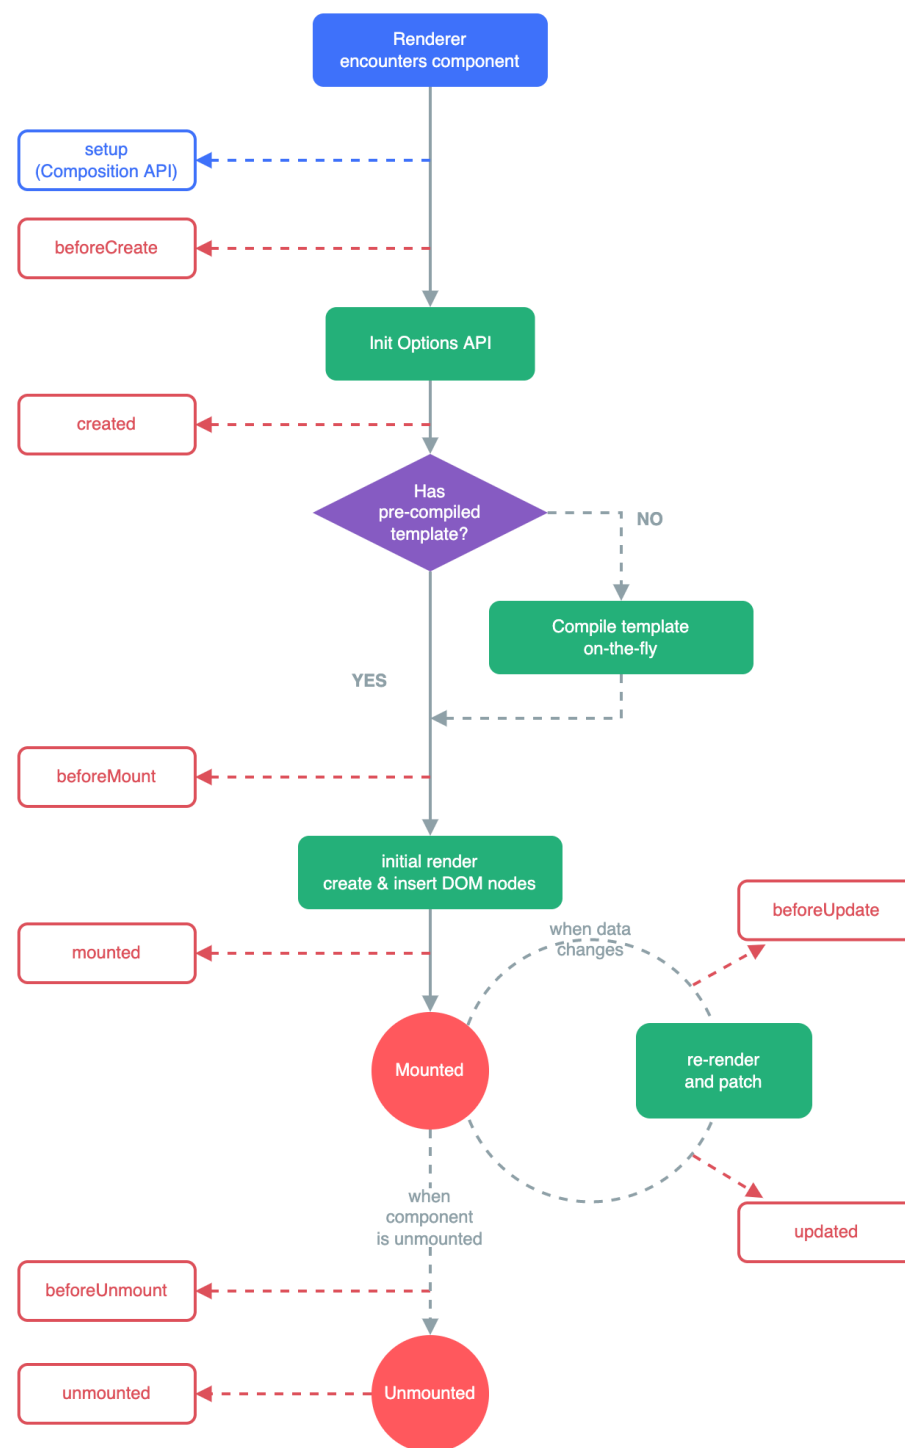 Renderer
encounters component
setup
(Composition API)
beforeCreate
Init Options API
created
Has
pre-compiled
template?
NO
Compile template
on-the-fly
YES
beforeMount
initial render
create & insert DOM nodes
beforeUpdate
when data
changes
mounted
Mounted
re-render
and patch
when
component
is unmounted
updated
beforeUnmount
unmounted
Unmounted